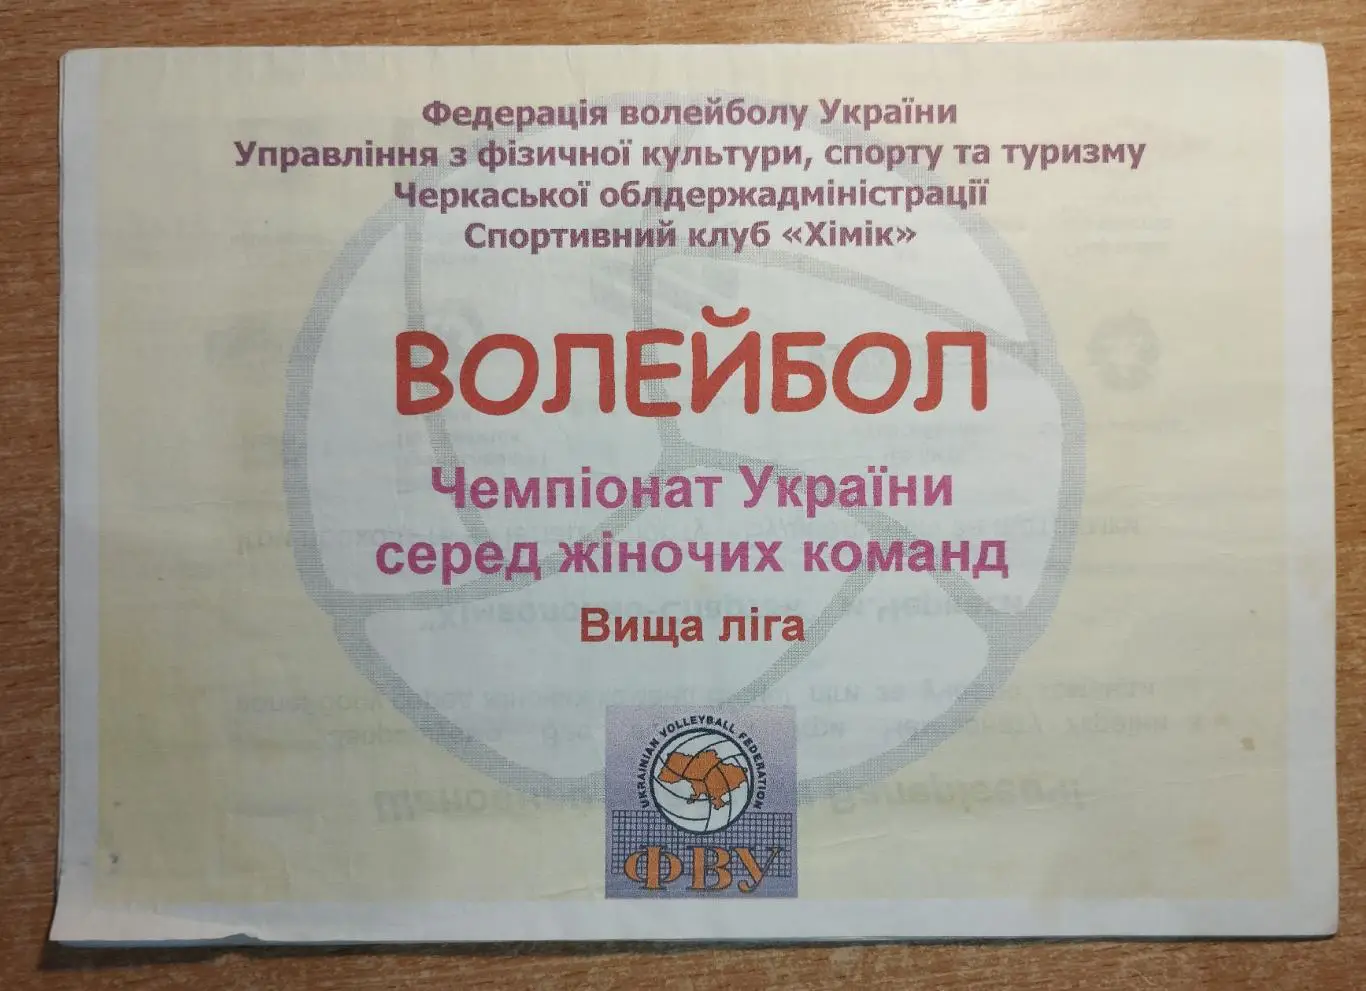 Федерація волейболу України
Управління з фізичної культури, спорту та туризму
Черкаської облдержадміністрації
Спортивний клуб «Хімік»
ВОЛЕЙБОЛ
Чемпіонат України
серед жіночих команд
Вища ліга
UKRAINIAN VOLLEYBALL FEDERATION
ФВУ